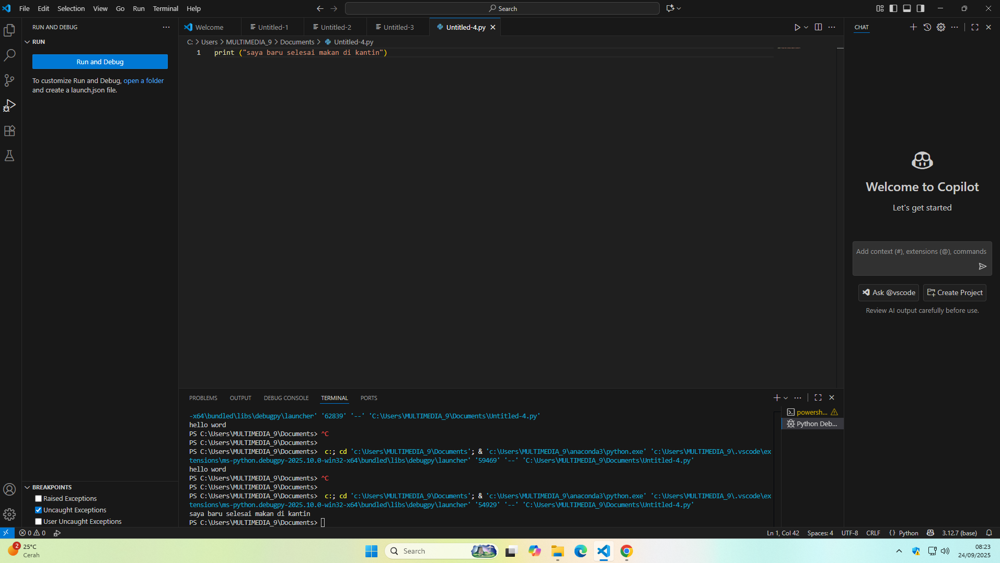 File Edit Selection View Go Run Terminal Help
Search
RUN AND DEBUG
RUN
Run and Debug
To customize Run and Debug, open a folder
and create a launch.json file.
Welcome
Untitled-1
Untitled-2
Untitled-3
Untitled-4.py
C: > Users > MULTIMEDIA_9 > Documents > Untitled-4.py
1 print ("saya baru selesai makan di kantin")
CHAT
Welcome to Copilot
Let's get started
Add context (#), extensions (@), commands
Ask @vscode
Create Project
Review AI output carefully before use.
PROBLEMS OUTPUT DEBUG CONSOLE TERMINAL PORTS
-x64\bundled\libs\debugpy\launcher' '62839' '--' 'C:\Users\MULTIMEDIA_9\Documents\Untitled-4.py'
hello word
PS C:\Users\MULTIMEDIA_9\Documents> ^C
PS C:\Users\MULTIMEDIA_9\Documents>
PS C:\Users\MULTIMEDIA_9\Documents>  c:; cd 'c:\Users\MULTIMEDIA_9\Documents'; & 'c:\Users\MULTIMEDIA_9\anaconda3\python.exe' 'c:\Users\MULTIMEDIA_9\.vscode\ex
tensions\ms-python.debugpy-2025.10.0-win32-x64\bundled\libs\debugpy\launcher' '59469' '--' 'C:\Users\MULTIMEDIA_9\Documents\Untitled-4.py'
hello word
PS C:\Users\MULTIMEDIA_9\Documents> ^C
PS C:\Users\MULTIMEDIA_9\Documents>
PS C:\Users\MULTIMEDIA_9\Documents>  c:; cd 'c:\Users\MULTIMEDIA_9\Documents'; & 'c:\Users\MULTIMEDIA_9\anaconda3\python.exe' 'c:\Users\MULTIMEDIA_9\.vscode\ex
tensions\ms-python.debugpy-2025.10.0-win32-x64\bundled\libs\debugpy\launcher' '54929' '--' 'C:\Users\MULTIMEDIA_9\Documents\Untitled-4.py'
saya baru selesai makan di kantin
PS C:\Users\MULTIMEDIA_9\Documents>
powersh...
Python Deb...
BREAKPOINTS
Raised Exceptions
Uncaught Exceptions
User Uncaught Exceptions
0 0
Ln 1, Col 42 Spaces: 4 UTF-8 CRLF {} Python 3.12.7 (base)
2
25°C
Cerah
Search
08:23
24/09/2025